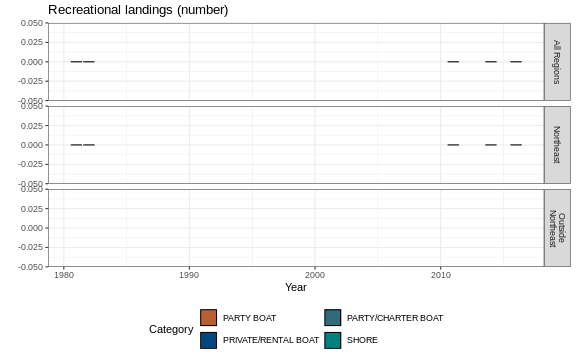 Recreational landings (number)
0.050
0.025
0.000
-0.025
-0.050
All Regions
0.050
0.025
0.000
-0.025
-0.050
Northeast
0.050
0.025
0.000
-0.025
-0.050
Outside
Northeast
1980 1990 2000 2010
Year
Category
PARTY BOAT PARTY/CHARTER BOAT
PRIVATE/RENTAL BOAT SHORE